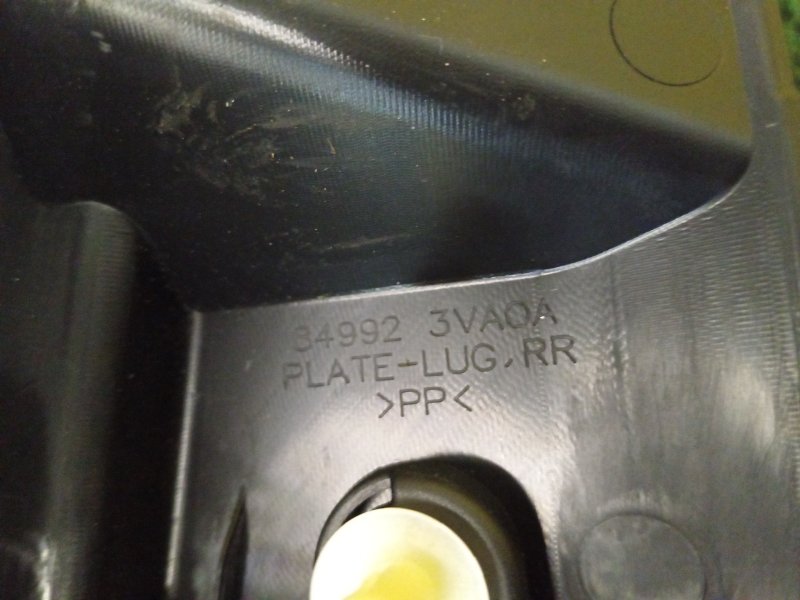 84992 3VA0A
PLATE-LUG, RR
>PP<